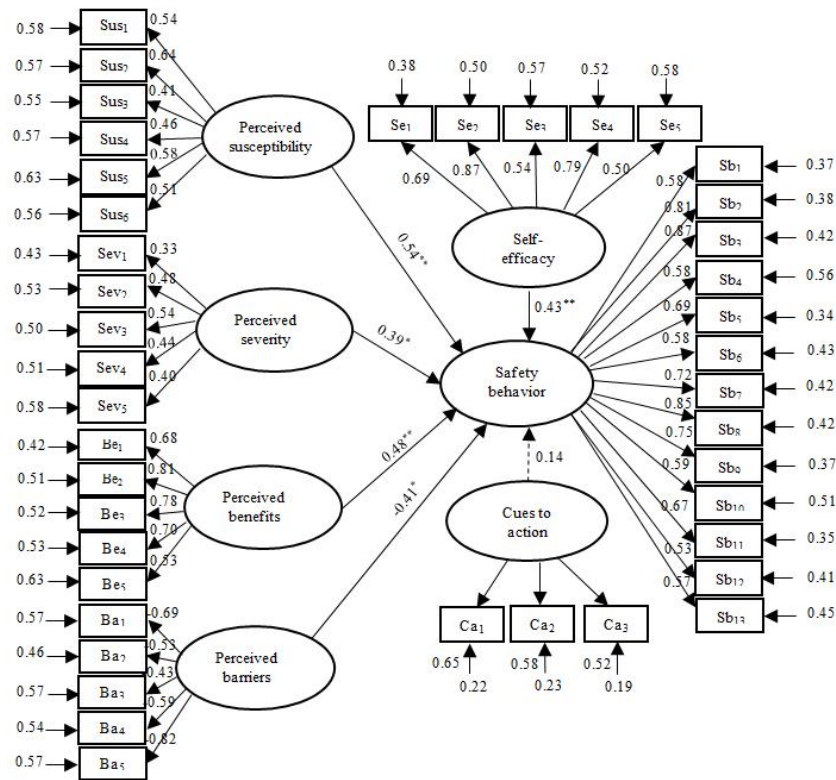 0.58 Sus1 0.54
0.57 Sus2 0.64
0.55 Sus3 0.41
0.57 Sus4 0.46
0.63 Sus5 0.58
0.56 Sus6 0.51
Perceived
susceptibility
0.43 Sev1 0.33
0.53 Sev2 0.48
0.50 Sev3 0.54
0.51 Sev4 0.44
0.58 Sev5 0.40
Perceived
severity
0.42 Be1 0.68
0.51 Be2 0.81
0.52 Be3 0.78
0.53 Be4 0.70
0.63 Be5 0.53
Perceived
benefits
0.57 Ba1 -0.69
0.46 Ba2 -0.53
0.57 Ba3 -0.43
0.54 Ba4 -0.59
0.57 Ba5 -0.82
Perceived
barriers
0.54**
0.39*
0.48**
-0.41*
0.38 0.50 0.57 0.52 0.58
Se1 Se2 Se3 Se4 Se5
0.69 0.87 0.54 0.79 0.50
Self-
efficacy
0.43**
Safety
behavior
0.14
Cues to
action
Ca1 Ca2 Ca3
0.65 0.58 0.52
0.22 0.23 0.19
0.58 Sb1 0.37
0.81 Sb2 0.38
0.87 Sb3 0.42
0.58 Sb4 0.56
0.69 Sb5 0.34
0.58 Sb6 0.43
0.72 Sb7 0.42
0.85 Sb8 0.42
0.75 Sb9 0.37
0.59 Sb10 0.51
0.67 Sb11 0.35
0.53 Sb12 0.41
0.57 Sb13 0.45